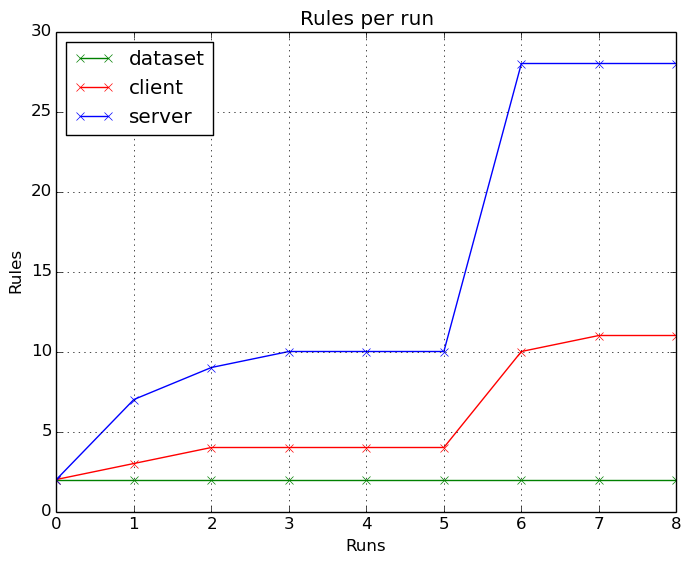 Rules per run
dataset
client
server
Rules
30
25
20
15
10
5
0
0 1 2 3 4 5 6 7 8
Runs